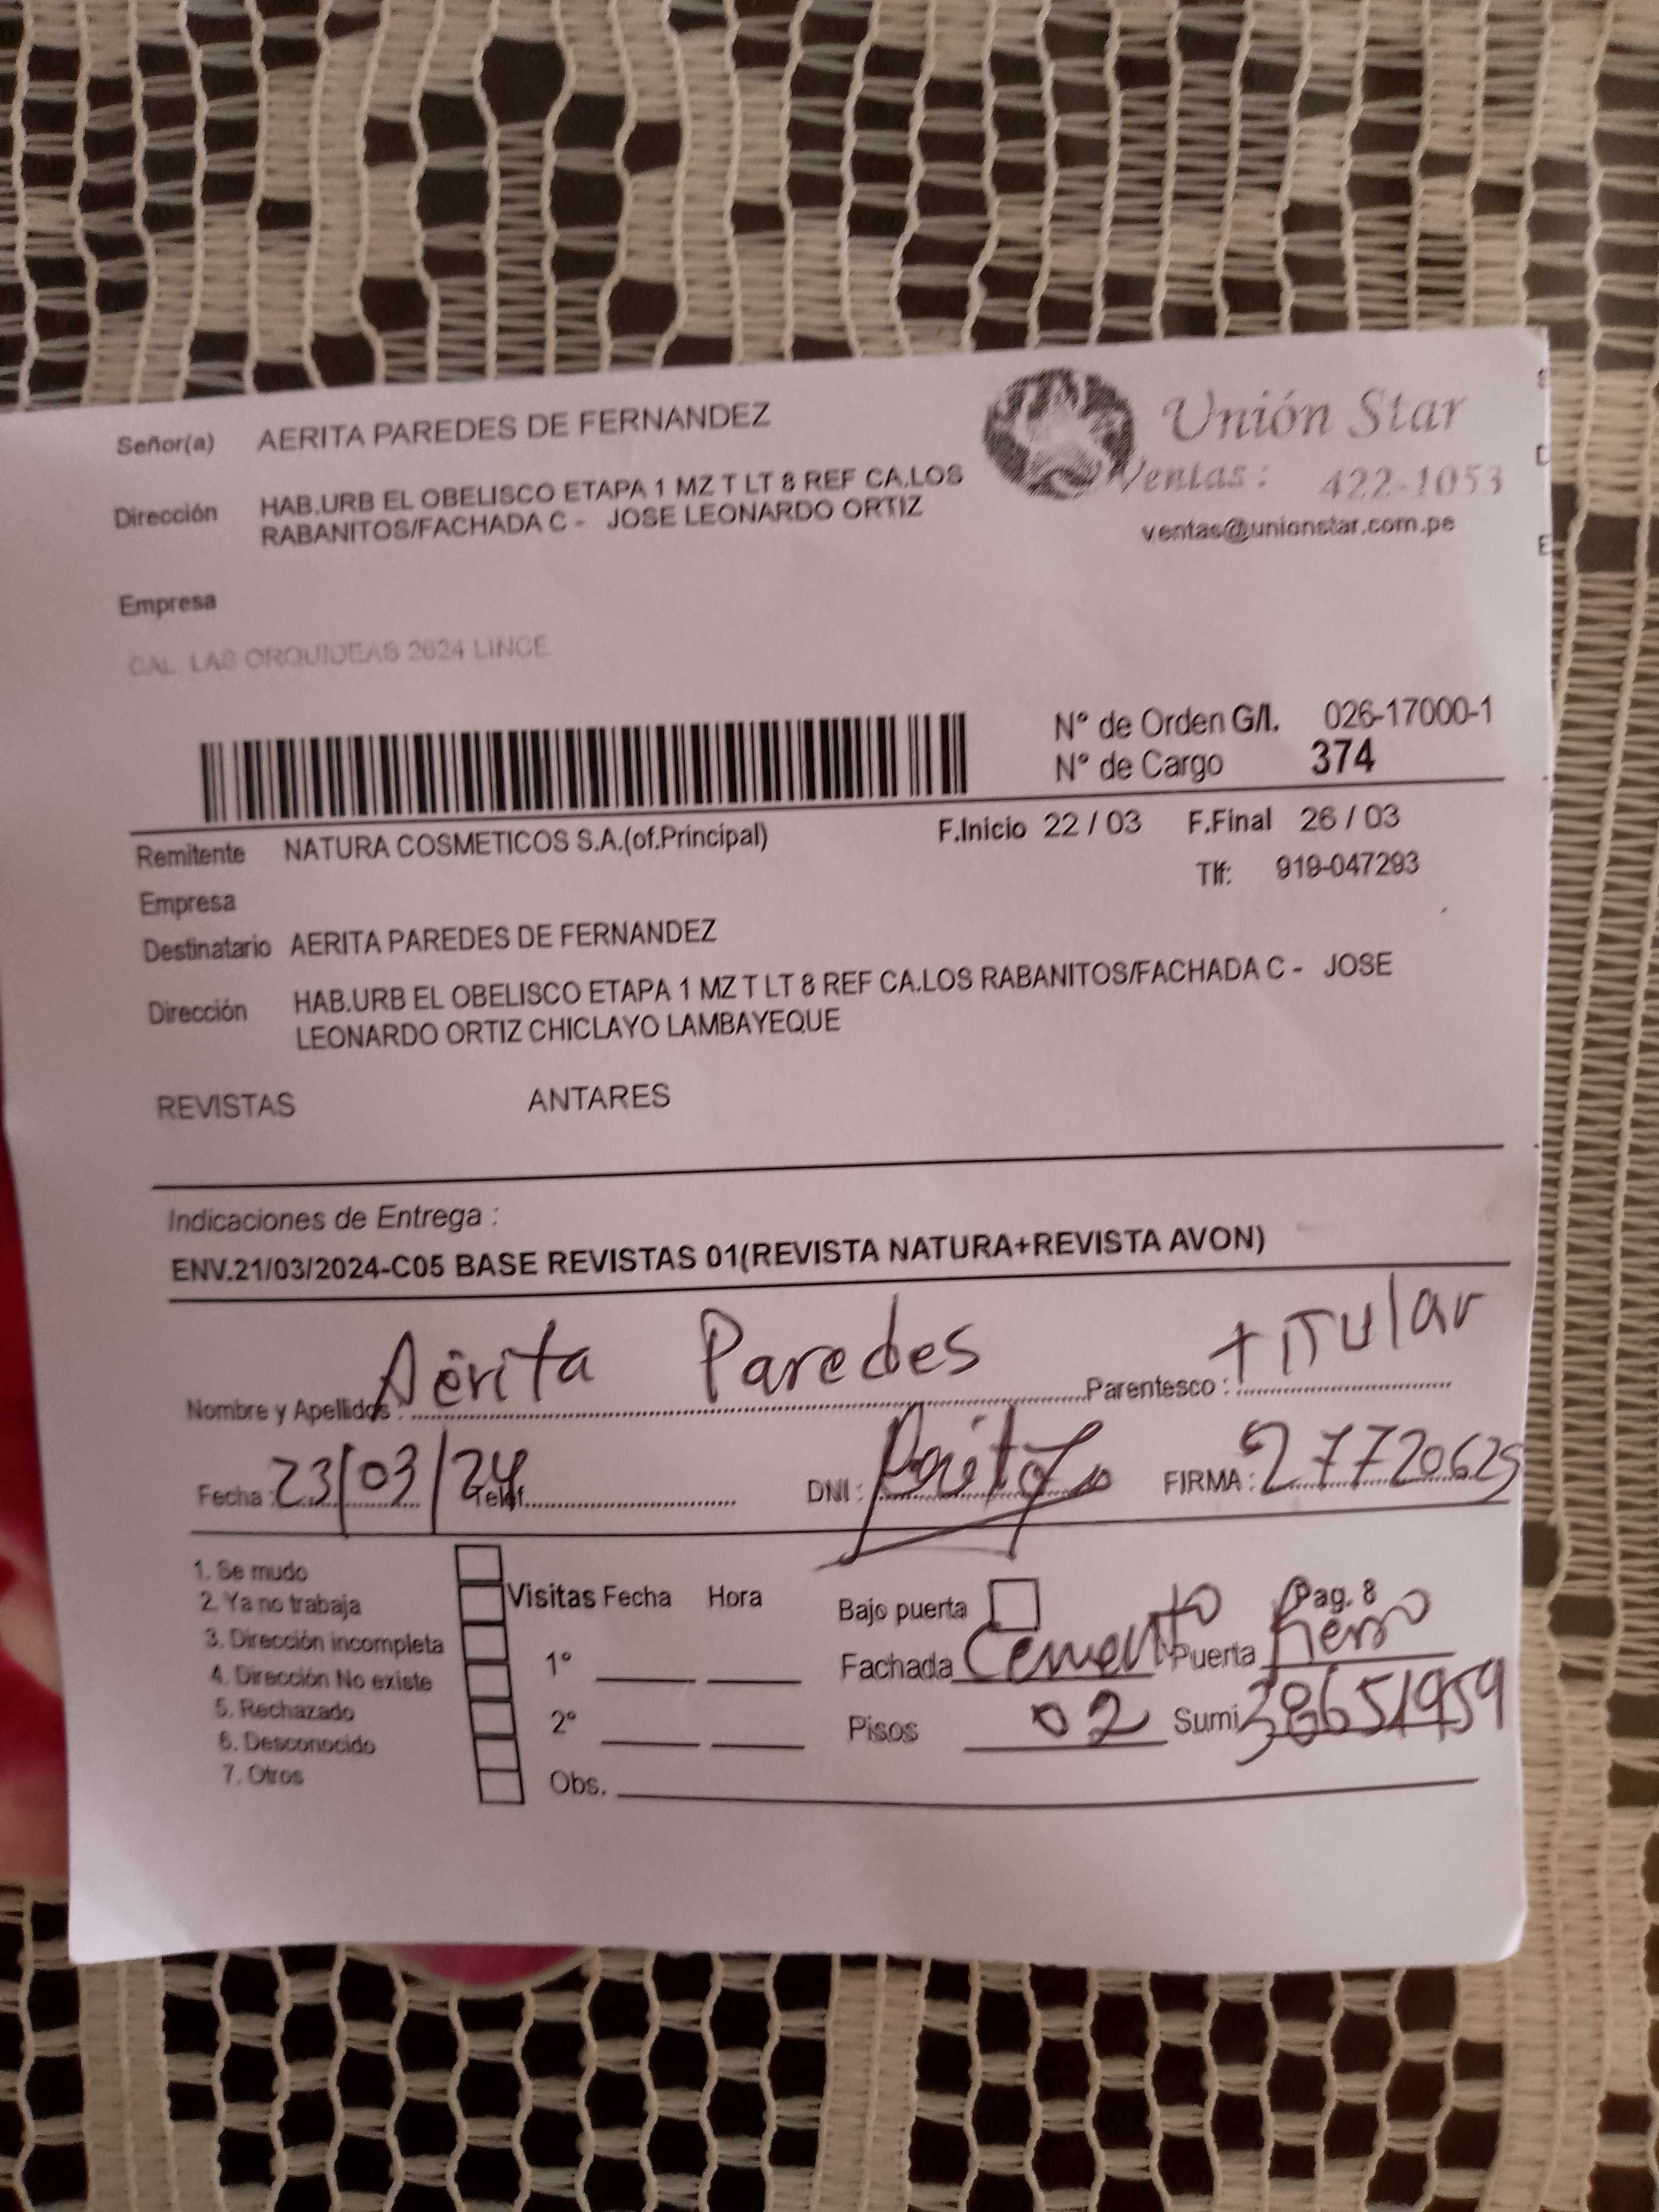 Señor(a) AERITA PAREDES DE FERNANDEZ
Unión Star
Ventas : 422-1053
ventas@unionstar.com.pe
Dirección HAB.URB EL OBELISCO ETAPA 1 MZ T LT 8 REF CA.LOS
RABANITOS/FACHADA C - JOSE LEONARDO ORTIZ
Empresa
CAL. LAS ORQUIDEAS 2624 LINCE
N° de Orden G/I. 026-17000-1
N° de Cargo 374
Remitente NATURA COSMETICOS S.A.(of.Principal) F.Inicio 22 / 03 F.Final 26 / 03
Tlf: 919-047293
Empresa
Destinatario AERITA PAREDES DE FERNANDEZ
Dirección HAB.URB EL OBELISCO ETAPA 1 MZ T LT 8 REF CA.LOS RABANITOS/FACHADA C - JOSE
LEONARDO ORTIZ CHICLAYO LAMBAYEQUE
REVISTAS ANTARES
Indicaciones de Entrega :
ENV.21/03/2024-C05 BASE REVISTAS 01(REVISTA NATURA+REVISTA AVON)
Nombre y Apellidos : Aérita Paredes Parentesco : TITular
Fecha : 23/03/24 Teléf. DNI : FIRMA : 27720625
1. Se mudo
2. Ya no trabaja
3. Dirección incompleta
4. Dirección No existe
5. Rechazado
6. Desconocido
7. Otros
Visitas Fecha Hora
1°
2°
Obs.
Bajo puerta Pag. 8
Fachada Cemento Puerta Fierro
Pisos 02 Sumi 38651959